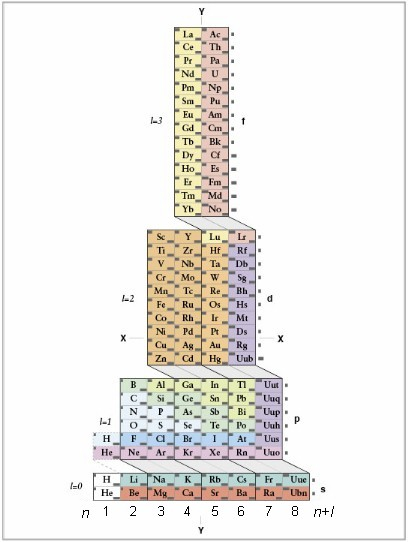 Y
La Ac
Ce Th
Pr Pa
Nd U
Pm Np
Sm Pu
l=3 Eu Am f
Gd Cm
Tb Bk
Dy Cf
Ho Es
Er Fm
Tm Md
Yb No
Sc Y Lu Lr
Ti Zr Hf Rf
V Nb Ta Db
Cr Mo W Sg
Mn Tc Re Bh
l=2 Fe Ru Os Hs d
Co Rh Ir Mt
X Ni Pd Pt Ds X
Cu Ag Au Rg
Zn Cd Hg Uub
B Al Ga In Tl Uut
C Si Ge Sn Pb Uuq
N P As Sb Bi Uup
l=1 O S Se Te Po Uuh p
H F Cl Br I At Uus
He Ne Ar Kr Xe Rn Uuo
l=0 H Li Na K Rb Cs Fr Uue
He Be Mg Ca Sr Ba Ra Ubn s
n 1 2 3 4 5 6 7 8 n+l
Y